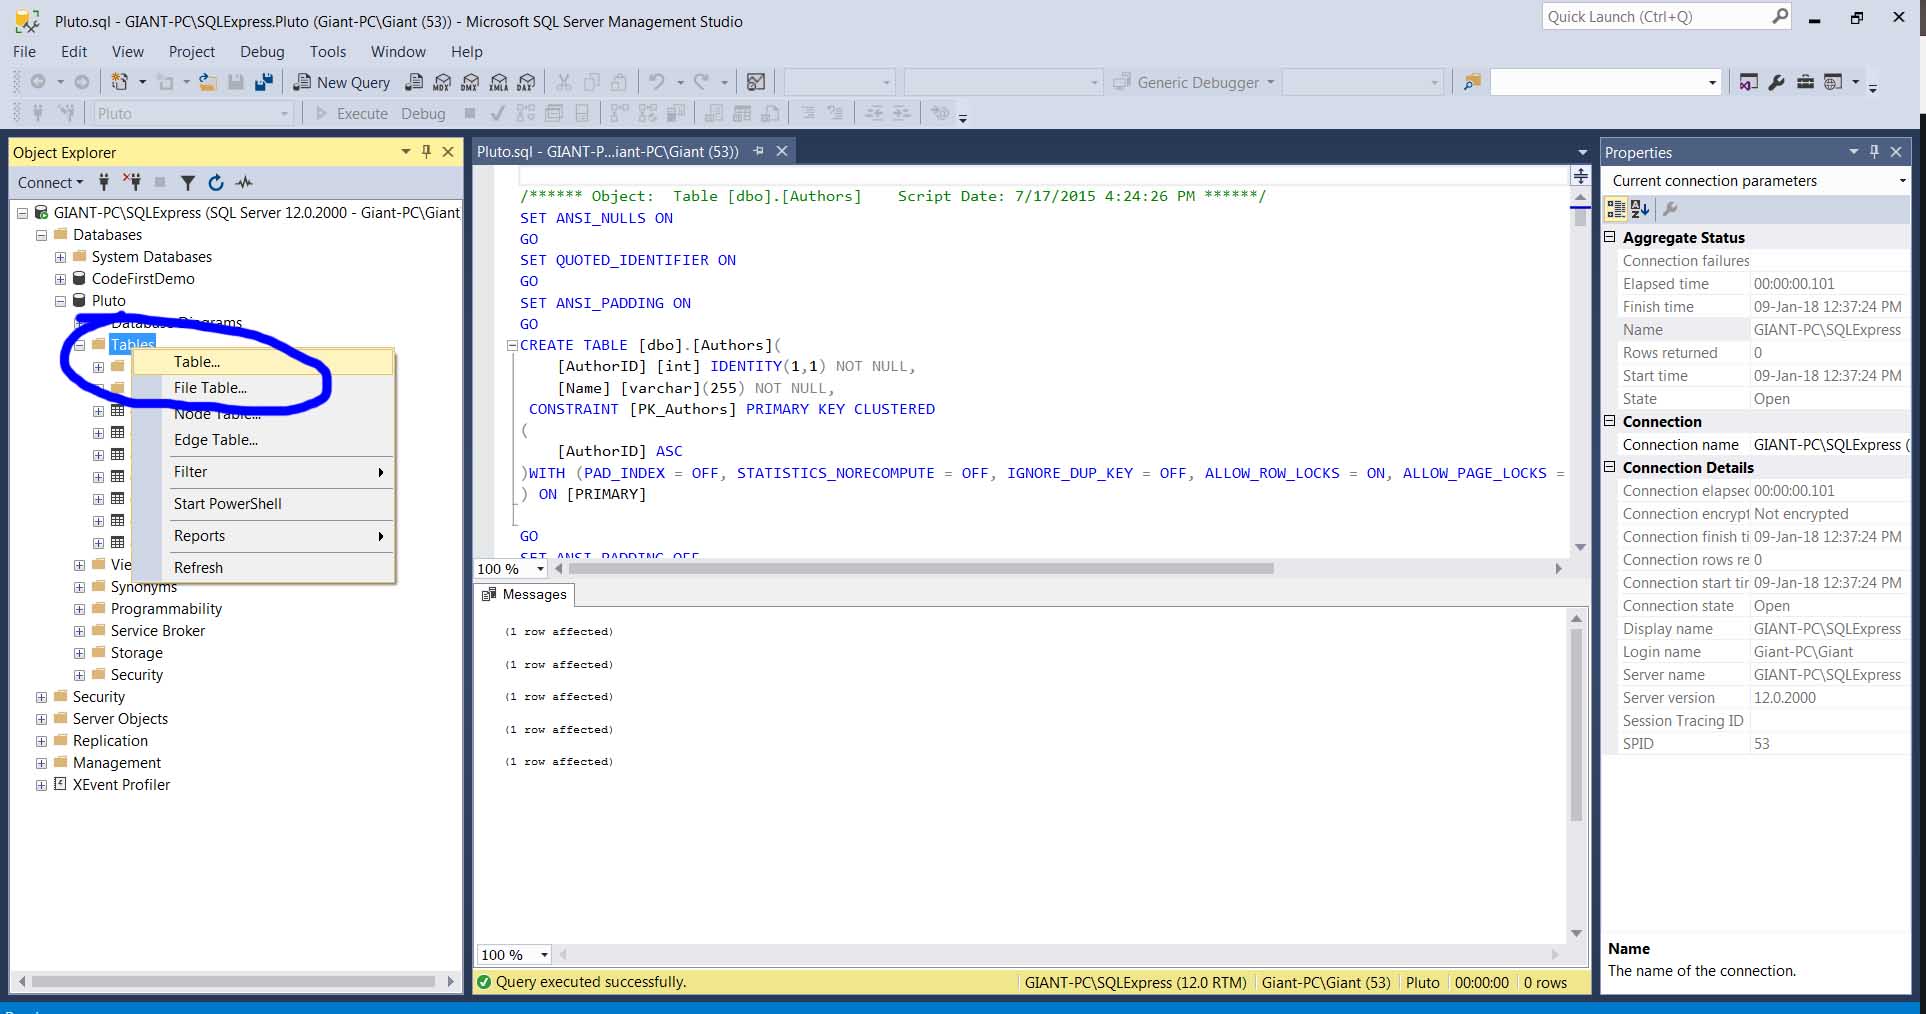 Pluto.sql - GIANT-PC\SQLExpress.Pluto (Giant-PC\Giant (53)) - Microsoft SQL Server Management Studio
Quick Launch (Ctrl+Q)
File Edit View Project Debug Tools Window Help
New Query MDX DMX XMLA DAX Generic Debugger
Pluto Execute Debug
Object Explorer
Connect
GIANT-PC\SQLExpress (SQL Server 12.0.2000 - Giant-PC\Giant
Databases
System Databases
CodeFirstDemo
Pluto
Database Diagrams
Tables
Table...
File Table...
Node Table...
Edge Table...
Filter
Start PowerShell
Reports
Refresh
Vie
Synonyms
Programmability
Service Broker
Storage
Security
Security
Server Objects
Replication
Management
XEvent Profiler
Pluto.sql - GIANT-P...iant-PC\Giant (53))
/****** Object:  Table [dbo].[Authors]    Script Date: 7/17/2015 4:24:26 PM ******/
SET ANSI_NULLS ON
GO
SET QUOTED_IDENTIFIER ON
GO
SET ANSI_PADDING ON
GO
CREATE TABLE [dbo].[Authors](
[AuthorID] [int] IDENTITY(1,1) NOT NULL,
[Name] [varchar](255) NOT NULL,
CONSTRAINT [PK_Authors] PRIMARY KEY CLUSTERED
(
[AuthorID] ASC
)WITH (PAD_INDEX = OFF, STATISTICS_NORECOMPUTE = OFF, IGNORE_DUP_KEY = OFF, ALLOW_ROW_LOCKS = ON, ALLOW_PAGE_LOCKS =
) ON [PRIMARY]
GO
SET ANSI_PADDING OFF
100 %
Messages
(1 row affected)
(1 row affected)
(1 row affected)
(1 row affected)
(1 row affected)
100 %
Query executed successfully. GIANT-PC\SQLExpress (12.0 RTM) Giant-PC\Giant (53) Pluto 00:00:00 0 rows
Properties
Current connection parameters
Aggregate Status
Connection failures
Elapsed time 00:00:00.101
Finish time 09-Jan-18 12:37:24 PM
Name GIANT-PC\SQLExpress
Rows returned 0
Start time 09-Jan-18 12:37:24 PM
State Open
Connection
Connection name GIANT-PC\SQLExpress (
Connection Details
Connection elapsec 00:00:00.101
Connection encrypt Not encrypted
Connection finish ti 09-Jan-18 12:37:24 PM
Connection rows re 0
Connection start tir 09-Jan-18 12:37:24 PM
Connection state Open
Display name GIANT-PC\SQLExpress
Login name Giant-PC\Giant
Server name GIANT-PC\SQLExpress
Server version 12.0.2000
Session Tracing ID
SPID 53
Name
The name of the connection.